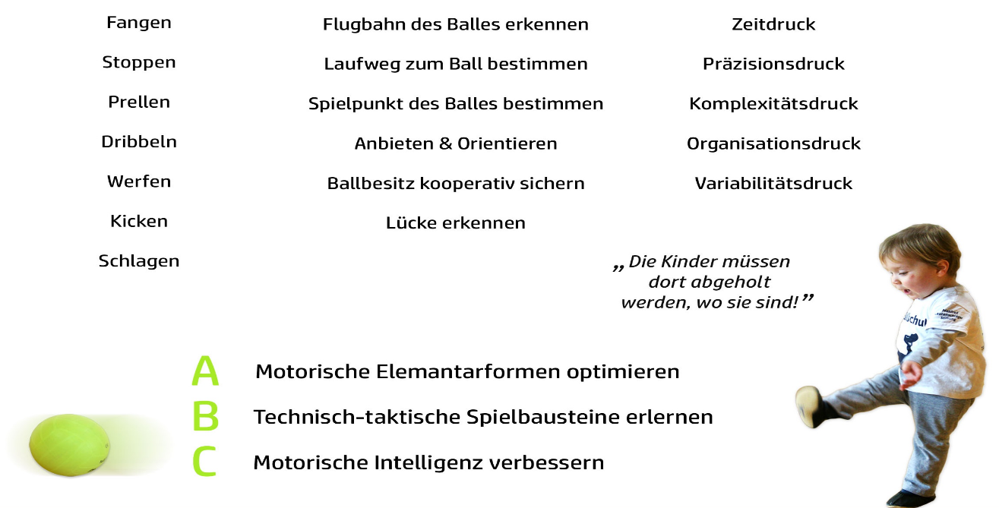 Fangen
Stoppen
Prellen
Dribbeln
Werfen
Kicken
Schlagen
Flugbahn des Balles erkennen
Laufweg zum Ball bestimmen
Spielpunkt des Balles bestimmen
Anbieten & Orientieren
Ballbesitz kooperativ sichern
Lücke erkennen
Zeitdruck
Präzisionsdruck
Komplexitätsdruck
Organisationsdruck
Variabilitätsdruck
„Die Kinder müssen
dort abgeholt
werden, wo sie sind!”
A Motorische Elemantarformen optimieren
B Technisch-taktische Spielbausteine erlernen
C Motorische Intelligenz verbessern